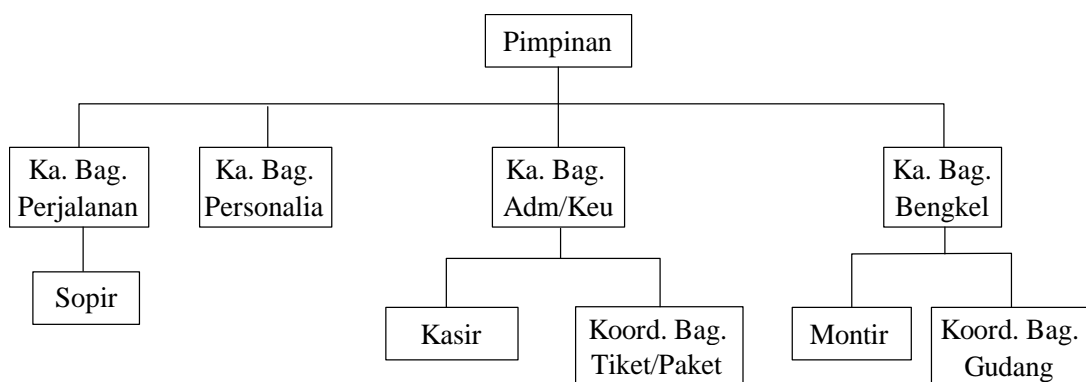 Pimpinan
Ka. Bag.
Perjalanan
Ka. Bag.
Personalia
Ka. Bag.
Adm/Keu
Ka. Bag.
Bengkel
Sopir
Kasir
Koord. Bag.
Tiket/Paket
Montir
Koord. Bag.
Gudang